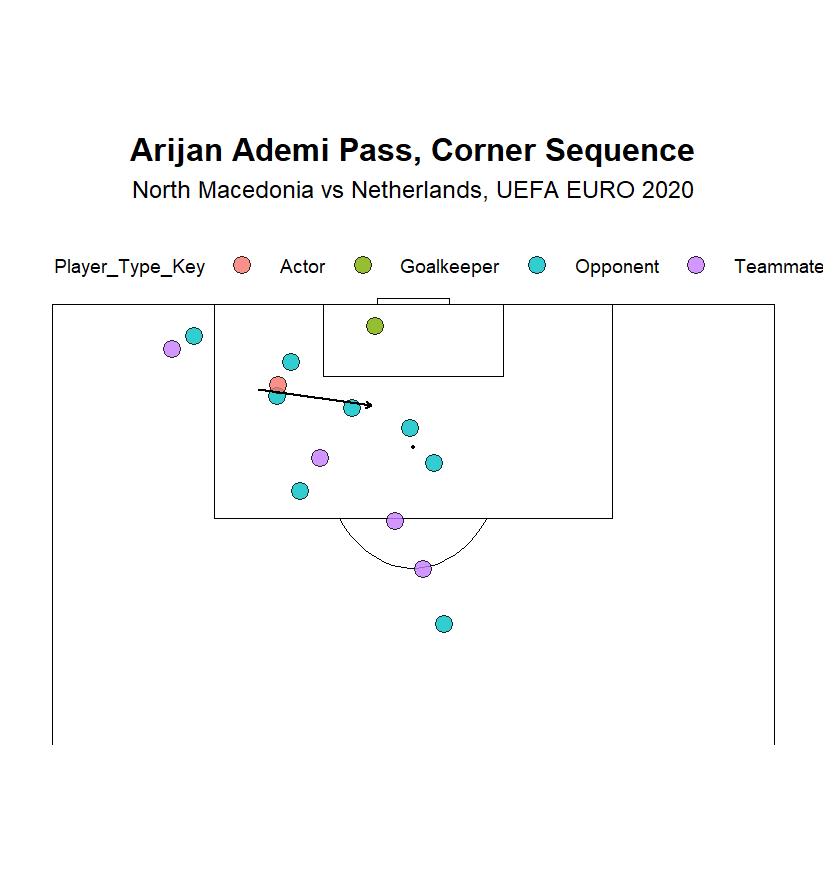 Arijan Ademi Pass, Corner Sequence
North Macedonia vs Netherlands, UEFA EURO 2020
Player_Type_Key Actor Goalkeeper Opponent Teammate